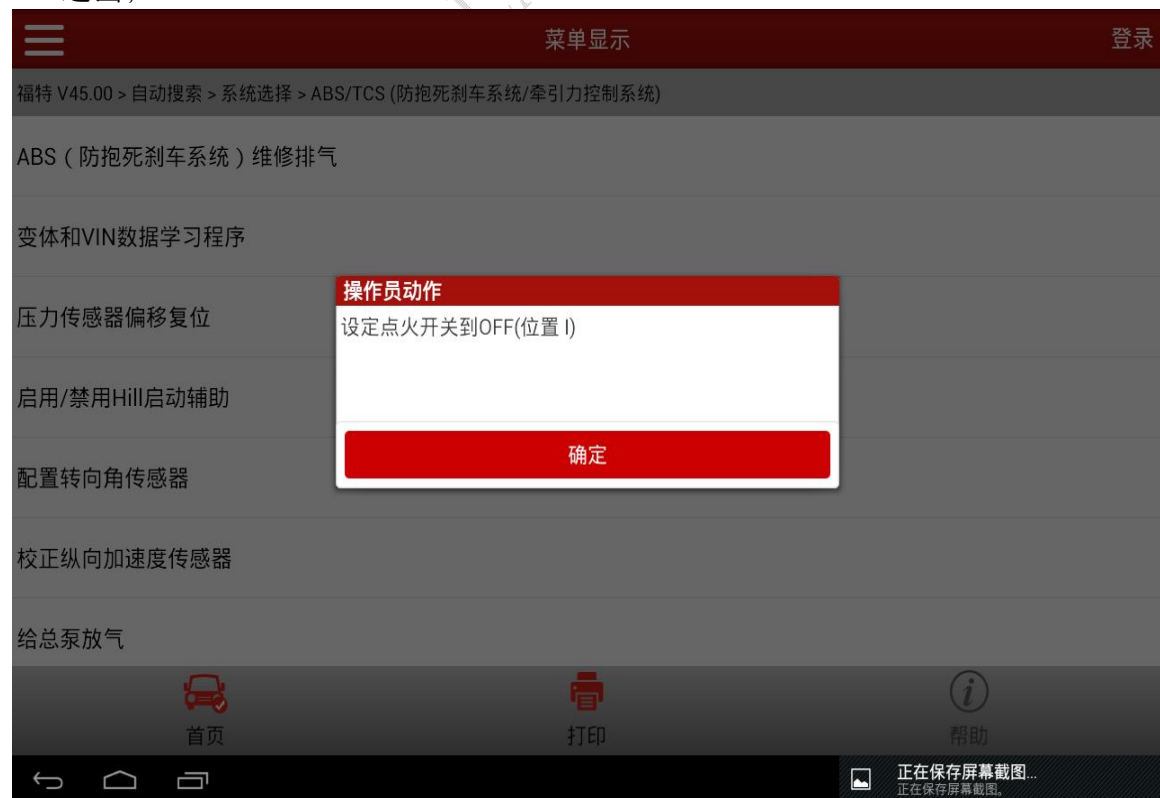 菜单显示
登录
福特 V45.00 > 自动搜索 > 系统选择 > ABS/TCS (防抱死刹车系统/牵引力控制系统)
ABS（防抱死刹车系统）维修排气
变体和VIN数据学习程序
操作员动作
压力传感器偏移复位
设定点火开关到OFF(位置 I)
启用/禁用Hill启动辅助
确定
配置转向角传感器
校正纵向加速度传感器
给总泵放气
首页
打印
帮助
正在保存屏幕截图...
正在保存屏幕截图。